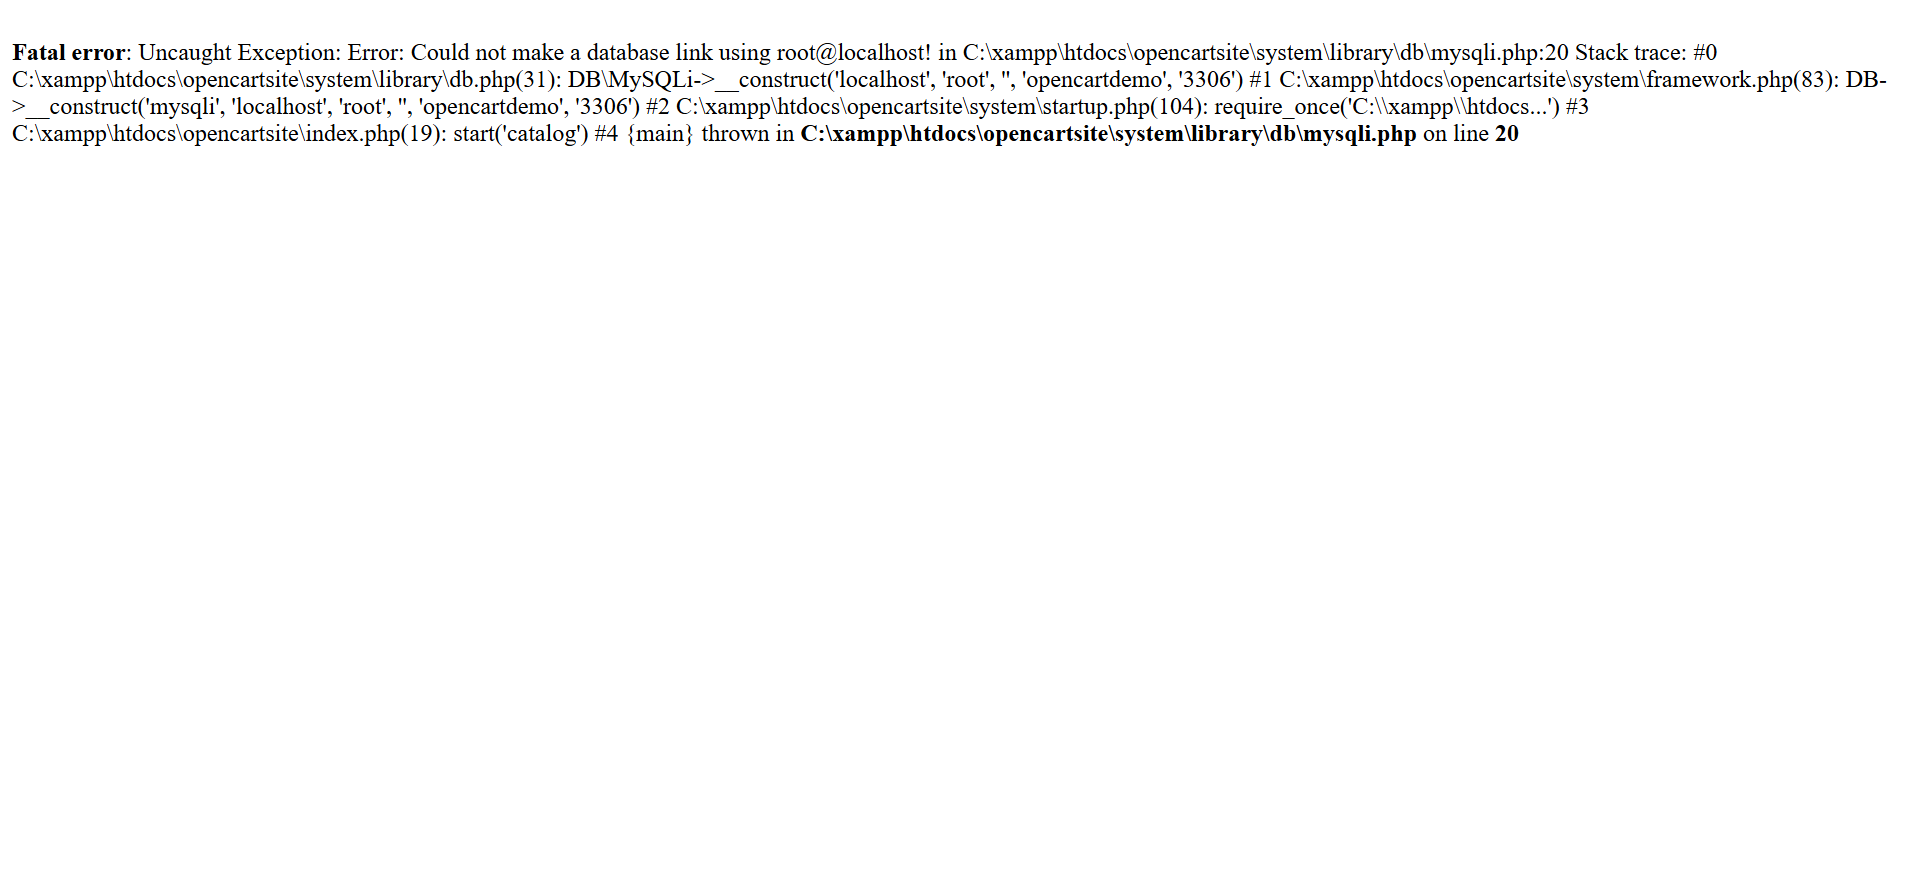 Fatal error: Uncaught Exception: Error: Could not make a database link using root@localhost! in C:\xampp\htdocs\opencartsite\system\library\db\mysqli.php:20 Stack trace: #0
C:\xampp\htdocs\opencartsite\system\library\db.php(31): DB\MySQLi->__construct('localhost', 'root', '', 'opencartdemo', '3306') #1 C:\xampp\htdocs\opencartsite\system\framework.php(83): DB-
>__construct('mysqli', 'localhost', 'root', '', 'opencartdemo', '3306') #2 C:\xampp\htdocs\opencartsite\system\startup.php(104): require_once('C:\\xampp\\htdocs...') #3
C:\xampp\htdocs\opencartsite\index.php(19): start('catalog') #4 {main} thrown in C:\xampp\htdocs\opencartsite\system\library\db\mysqli.php on line 20